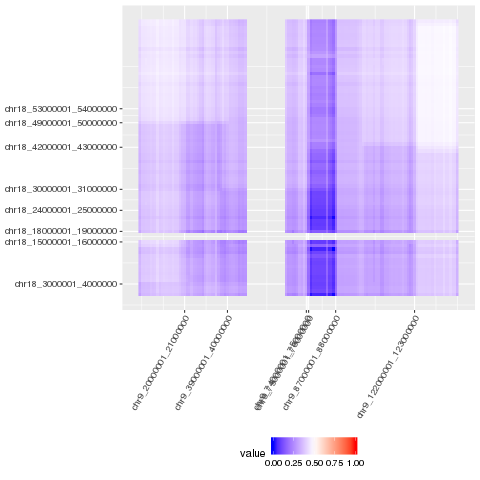 chr18_53000001_54000000
chr18_49000001_50000000
chr18_42000001_43000000
chr18_30000001_31000000
chr18_24000001_25000000
chr18_18000001_19000000
chr18_15000001_16000000
chr18_3000001_4000000
chr9_20000001_21000000
chr9_39000001_40000000
chr9_87000001_88000000
chr9_122000001_123000000
value
0.00 0.25 0.50 0.75 1.00